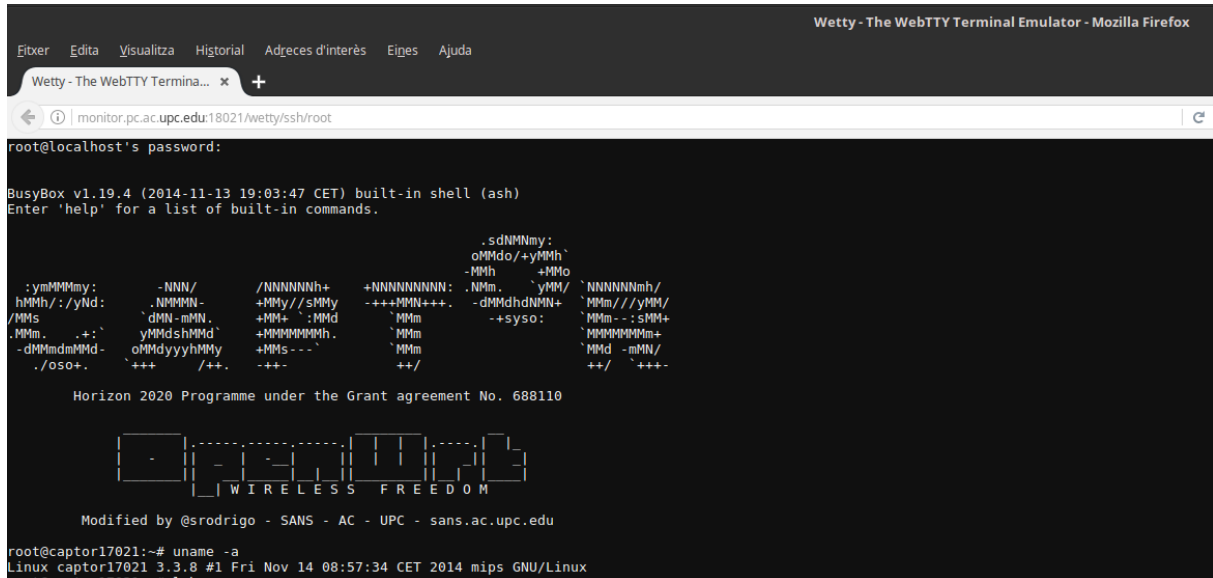 Wetty - The WebTTY Terminal Emulator - Mozilla Firefox
Fitxer Edita Visualitza Historial Adreces d'interès Eines Ajuda
Wetty - The WebTTY Termina... × +
monitor.pc.ac.upc.edu:18021/wetty/ssh/root
root@localhost's password:
BusyBox v1.19.4 (2014-11-13 19:03:47 CET) built-in shell (ash)
Enter 'help' for a list of built-in commands.
CAPTOR
Horizon 2020 Programme under the Grant agreement No. 688110
OpenWrt
WIRELESS FREEDOM
Modified by @srodrigo - SANS - AC - UPC - sans.ac.upc.edu
root@captor17021:~# uname -a
Linux captor17021 3.3.8 #1 Fri Nov 14 08:57:34 CET 2014 mips GNU/Linux